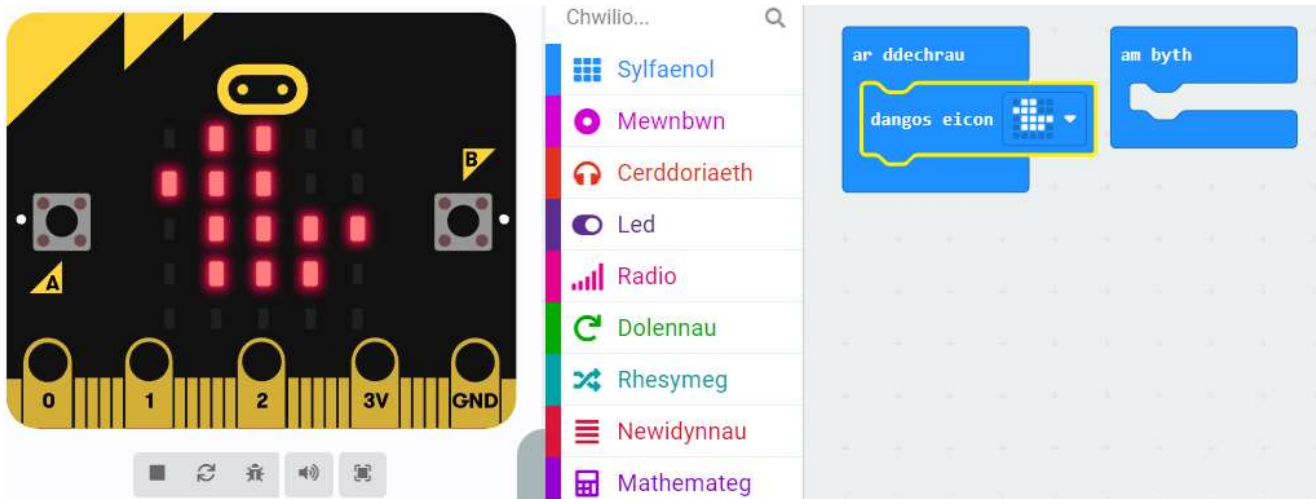 B
A
0 1 2 3V GND
Chwilio...
Sylfaenol
Mewnbwn
Cerddoriaeth
Led
Radio
Dolennau
Rhesymeg
Newidynnau
Mathemateg
ar ddechrau
dangos eicon
am byth